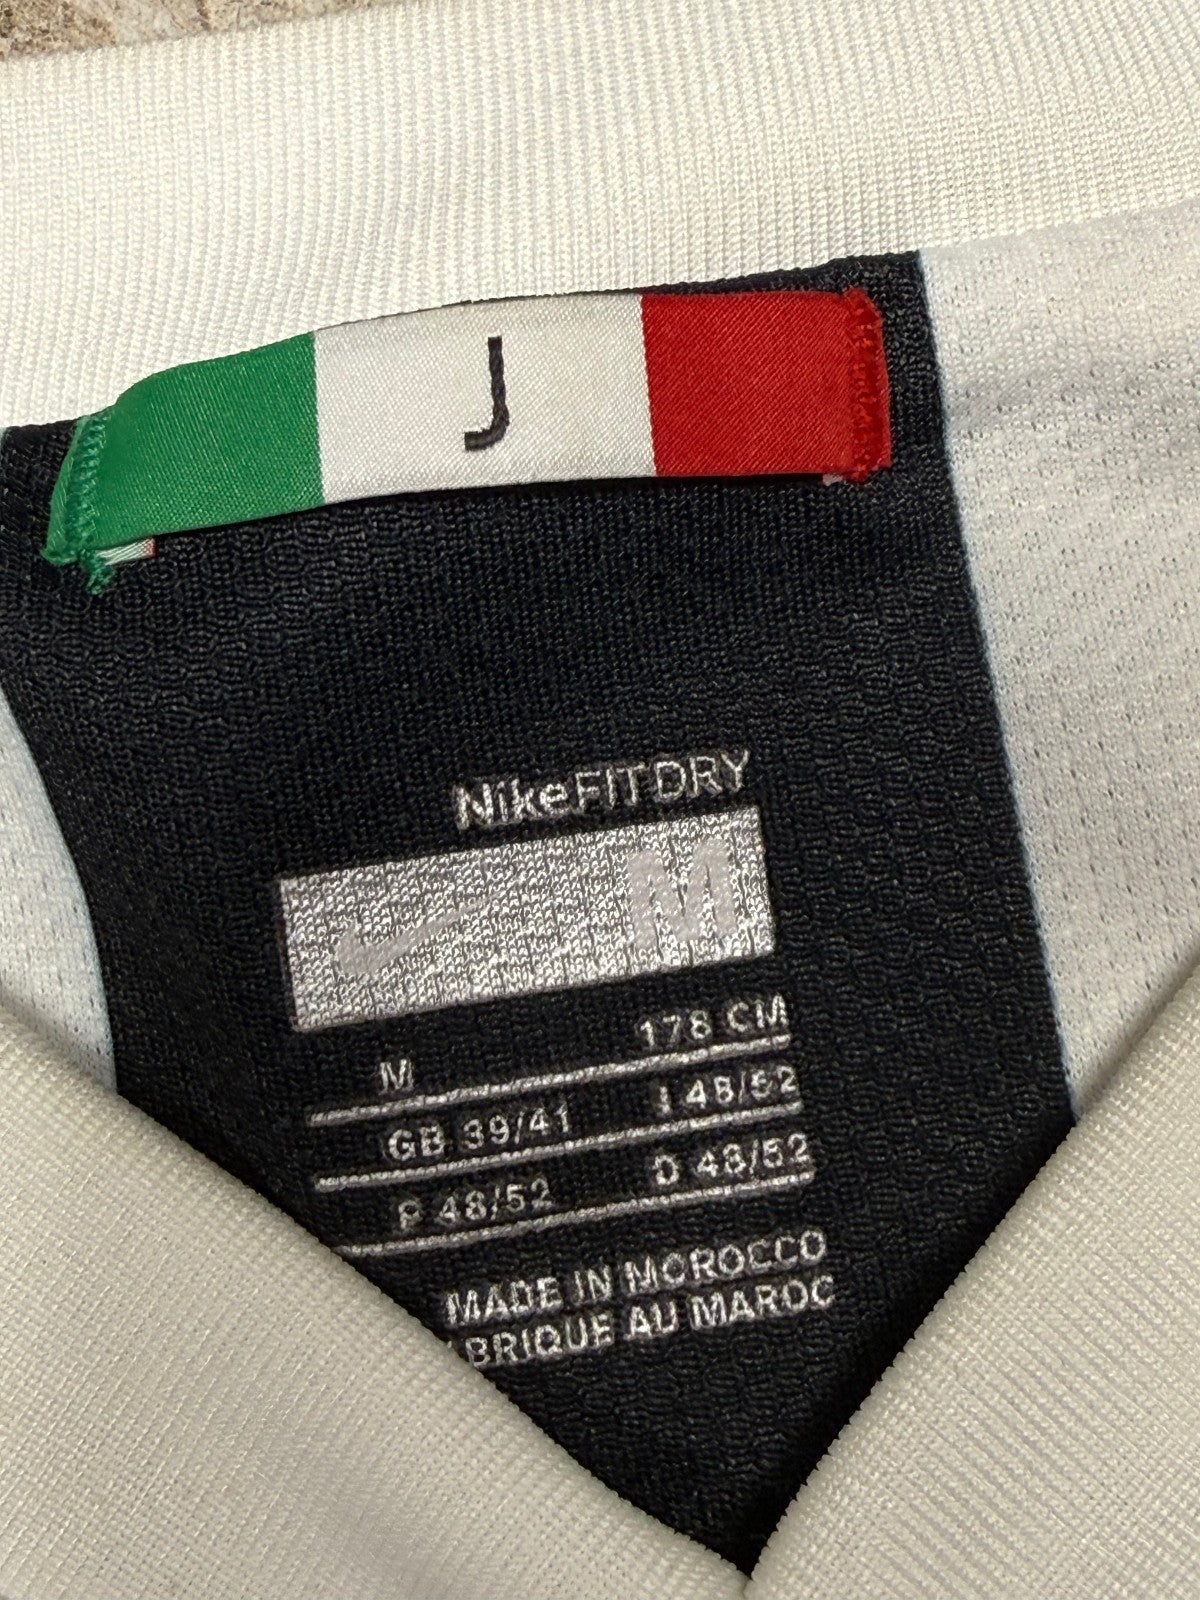 J
NikeFITDRY
M
M 178 CM
GB 39/41 I 48/52
F 48/52 D 48/52
MADE IN MOROCCO
BRIQUE AU MAROC